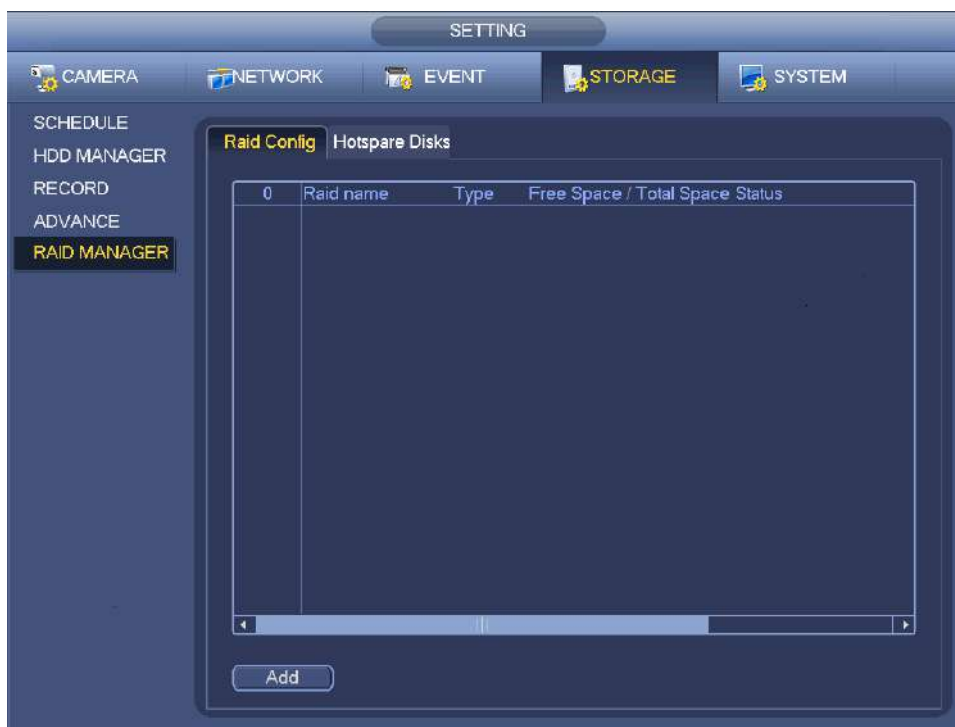 SETTING
CAMERA NETWORK EVENT STORAGE SYSTEM
SCHEDULE
HDD MANAGER
RECORD
ADVANCE
RAID MANAGER
Raid Config Hotspare Disks
0 Raid name Type Free Space / Total Space Status
Add